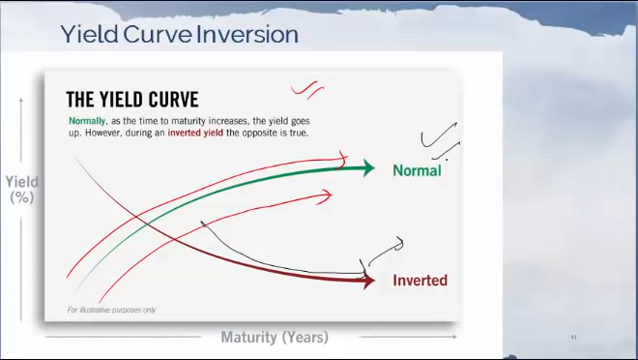 Yield Curve Inversion
THE YIELD CURVE
Normally, as the time to maturity increases, the yield goes
up. However, during an inverted yield the opposite is true.
Normal
Yield
(%)
Inverted
For illustrative purposes only
Maturity (Years)